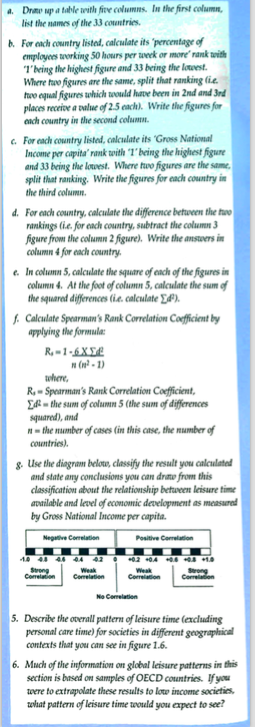 a. Draw up a table with five columns. In the first column,
list the names of the 33 countries.
b. For each country listed, calculate its 'percentage of
employees working 50 hours per week or more' rank with
'1' being the highest figure and 33 being the lowest.
Where two figures are the same, split that ranking (i.e.
two equal figures which would have been in 2nd and 3rd
places receive a value of 2.5 each). Write the figures for
each country in the second column.
c. For each country listed, calculate its 'Gross National
Income per capita' rank with '1' being the highest figure
and 33 being the lowest. Where two figures are the same,
split that ranking. Write the figures for each country in
the third column.
d. For each country, calculate the difference between the two
rankings (i.e. for each country, subtract the column 3
figure from the column 2 figure). Write the answers in
column 4 for each country.
e. In column 5, calculate the square of each of the figures in
column 4. At the foot of column 5, calculate the sum of
the squared differences (i.e. calculate ∑d²).
f. Calculate Spearman's Rank Correlation Coefficient by
applying the formula:
Rₛ = 1 - 6 X ∑d²
n (n² - 1)
where,
Rₛ = Spearman's Rank Correlation Coefficient,
∑d² = the sum of column 5 (the sum of differences
squared), and
n = the number of cases (in this case, the number of
countries).
g. Use the diagram below, classify the result you calculated
and state any conclusions you can draw from this
classification about the relationship between leisure time
available and level of economic development as measured
by Gross National Income per capita.
Negative Correlation Positive Correlation
-1.0 -0.8 -0.6 -0.4 -0.2 0 +0.2 +0.4 +0.6 +0.8 +1.0
Strong Weak Weak Strong
Correlation Correlation Correlation Correlation
No Correlation
5. Describe the overall pattern of leisure time (excluding
personal care time) for societies in different geographical
contexts that you can see in figure 1.6.
6. Much of the information on global leisure patterns in this
section is based on samples of OECD countries. If you
were to extrapolate these results to low income societies,
what pattern of leisure time would you expect to see?